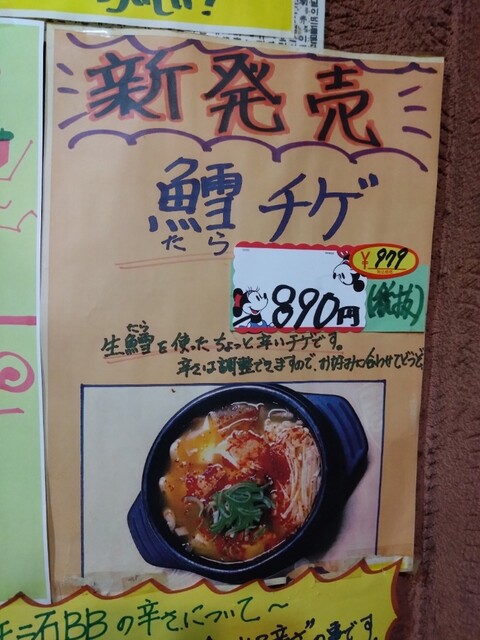 新発売
鱈チゲ
たら
¥979
890円
(税抜)
たら
生鱈を使ったちょっと辛いチゲです。
辛さは調整できますので、お好みに合わせてどうぞ
石BBの辛さについて~